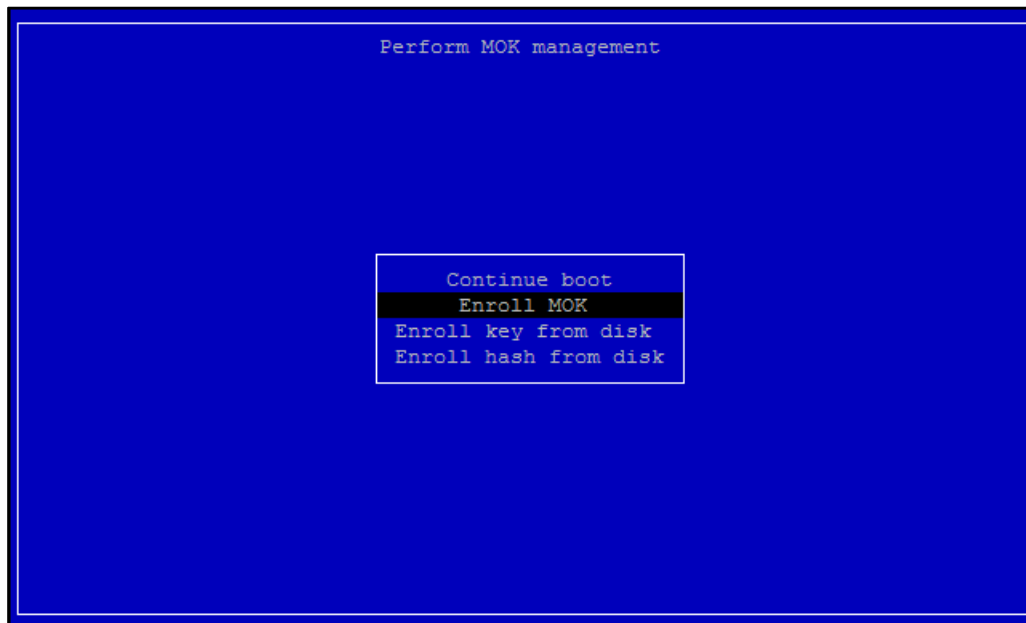 Perform MOK management
Continue boot
Enroll MOK
Enroll key from disk
Enroll hash from disk